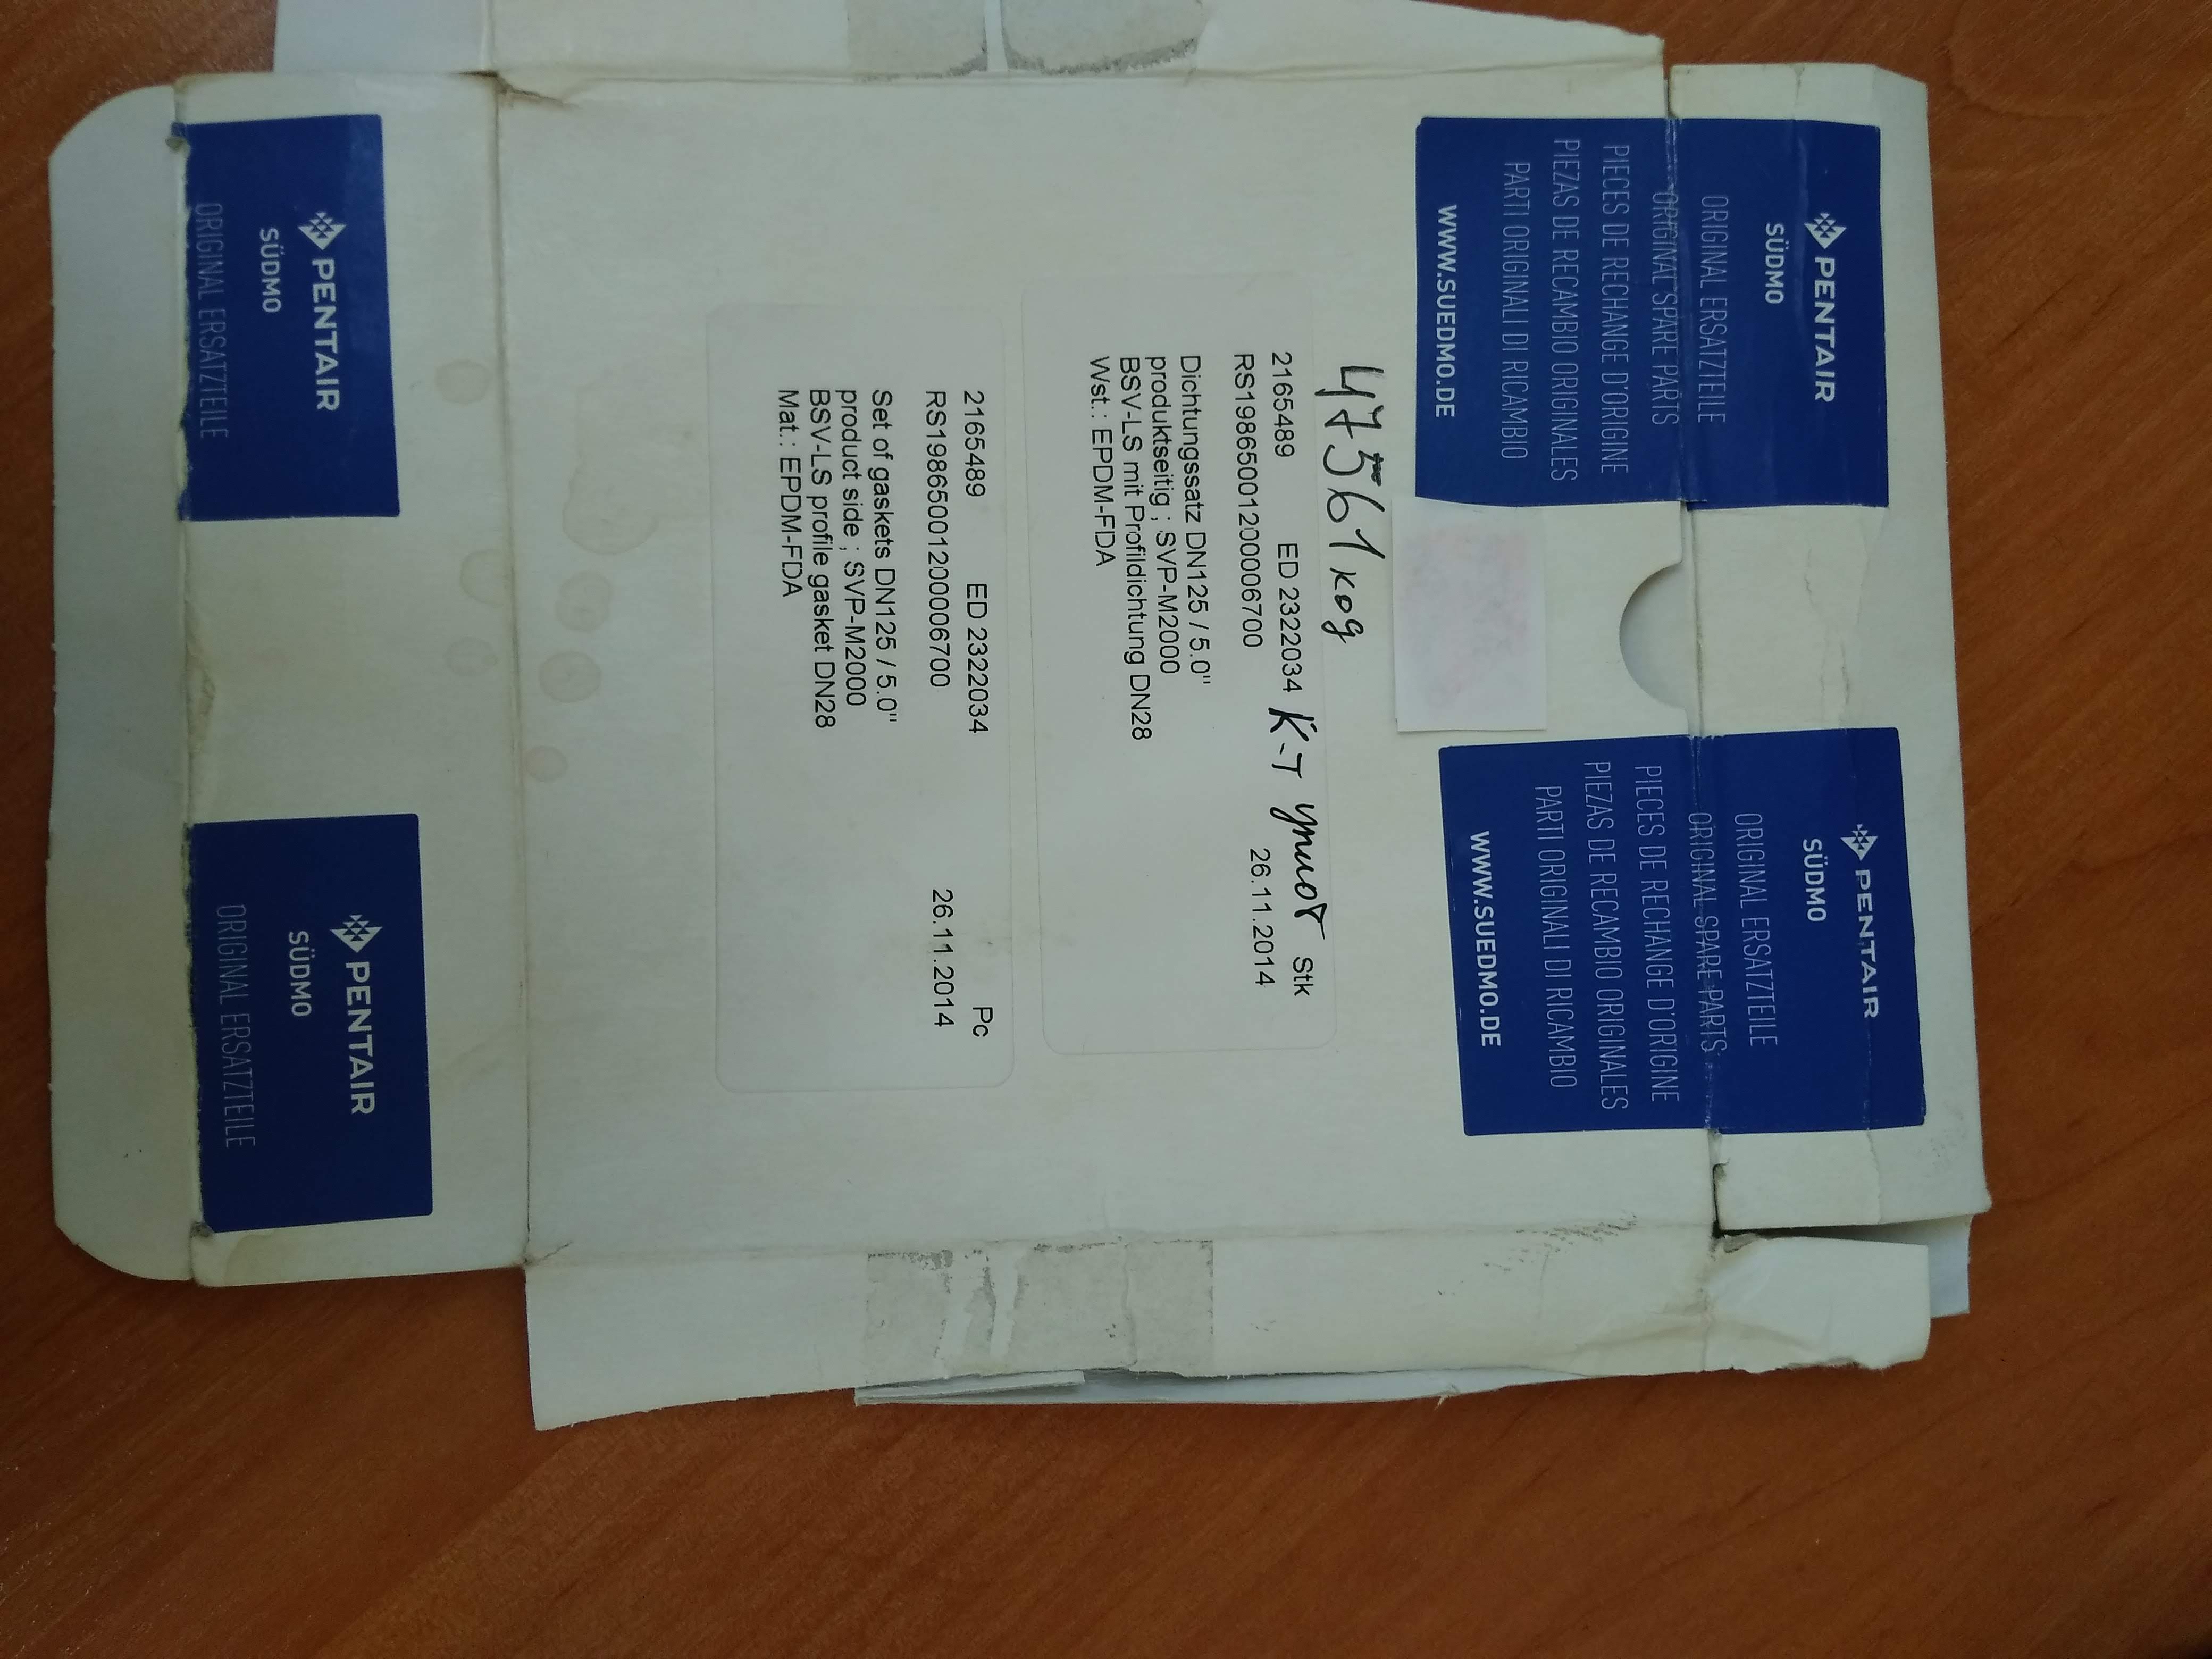 PENTAIR
SÜDMO
ORIGINAL ERSATZTEILE
ORIGINAL SPARE PARTS
PIECES DE RECHANGE D'ORIGINE
PIEZAS DE RECAMBIO ORIGINALES
PARTI ORIGINALI DI RICAMBIO
WWW.SUEDMO.DE
PENTAIR
SÜDMO
ORIGINAL ERSATZTEILE
ORIGINAL SPARE PARTS
PIECES DE RECHANGE D'ORIGINE
PIEZAS DE RECAMBIO ORIGINALES
PARTI ORIGINALI DI RICAMBIO
WWW.SUEDMO.DE
47561 код
2165489 ED 2322034 К-т уплот Stk
RS1986500120006700 26.11.2014
Dichtungssatz DN125 / 5.0"
produktseitig ; SVP-M2000
BSV-LS mit Profildichtung DN28
Wst.: EPDM-FDA
2165489 ED 2322034 Pc
RS1986500120006700 26.11.2014
Set of gaskets DN125 / 5.0"
product side ; SVP-M2000
BSV-LS profile gasket DN28
Mat.: EPDM-FDA
PENTAIR
SÜDMO
ORIGINAL ERSATZTEILE
PENTAIR
SÜDMO
ORIGINAL ERSATZTEILE